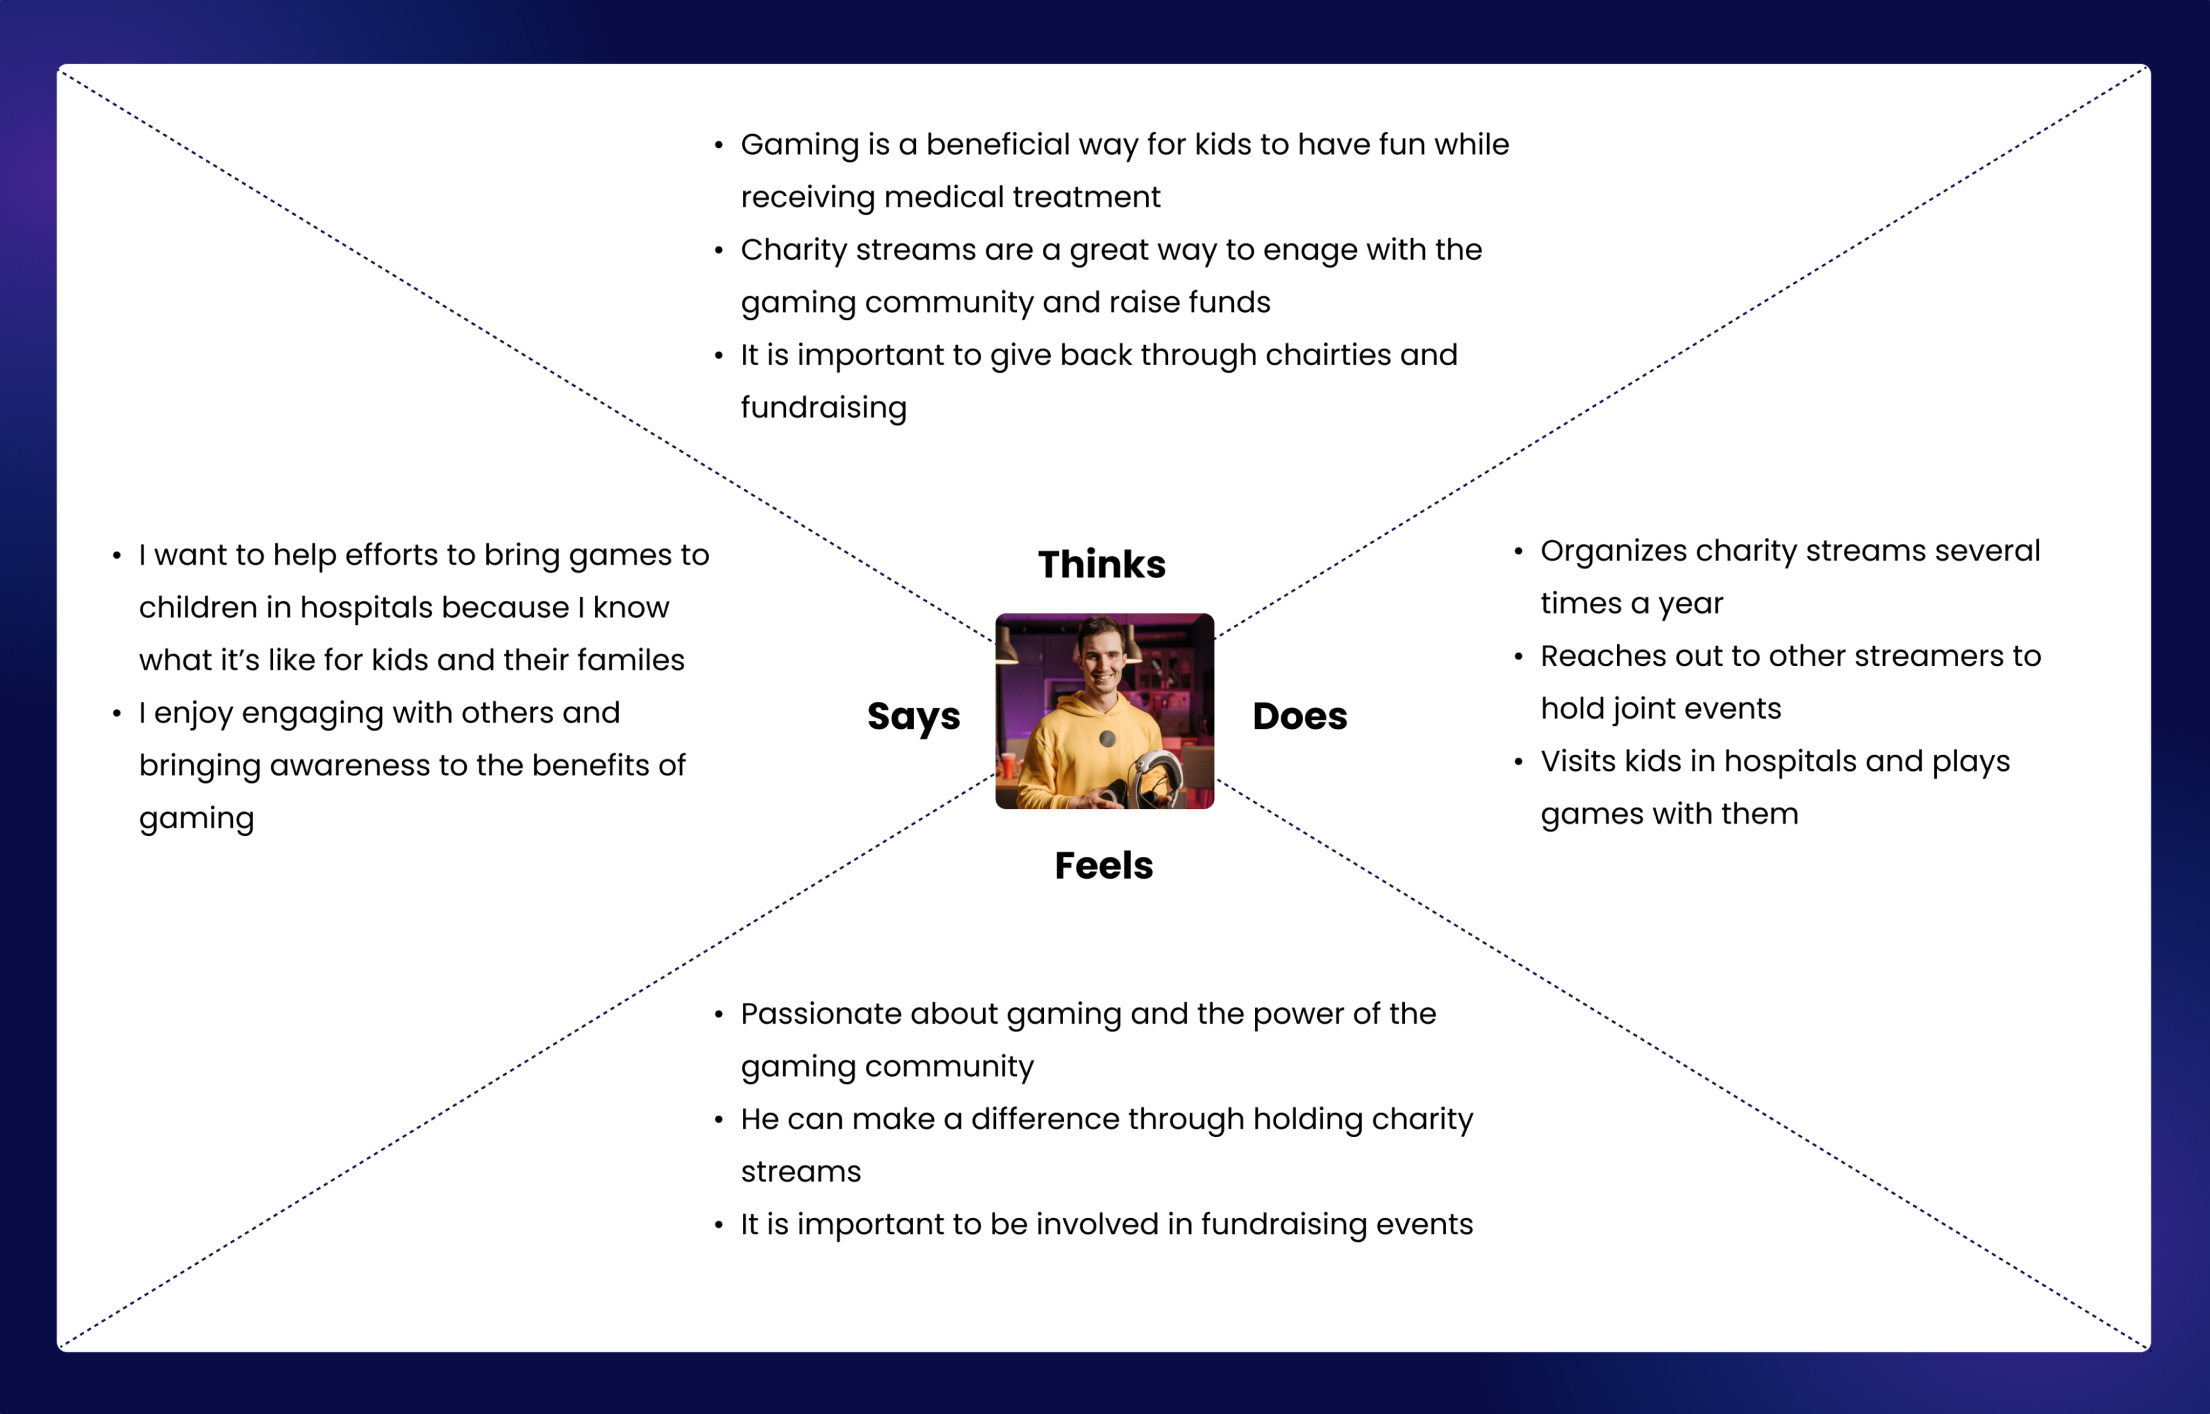 • Gaming is a beneficial way for kids to have fun while
receiving medical treatment
• Charity streams are a great way to enage with the
gaming community and raise funds
• It is important to give back through chairties and
fundraising
Thinks
• I want to help efforts to bring games to
children in hospitals because I know
what it’s like for kids and their familes
• I enjoy engaging with others and
bringing awareness to the benefits of
gaming
Says
Does
• Organizes charity streams several
times a year
• Reaches out to other streamers to
hold joint events
• Visits kids in hospitals and plays
games with them
Feels
• Passionate about gaming and the power of the
gaming community
• He can make a difference through holding charity
streams
• It is important to be involved in fundraising events